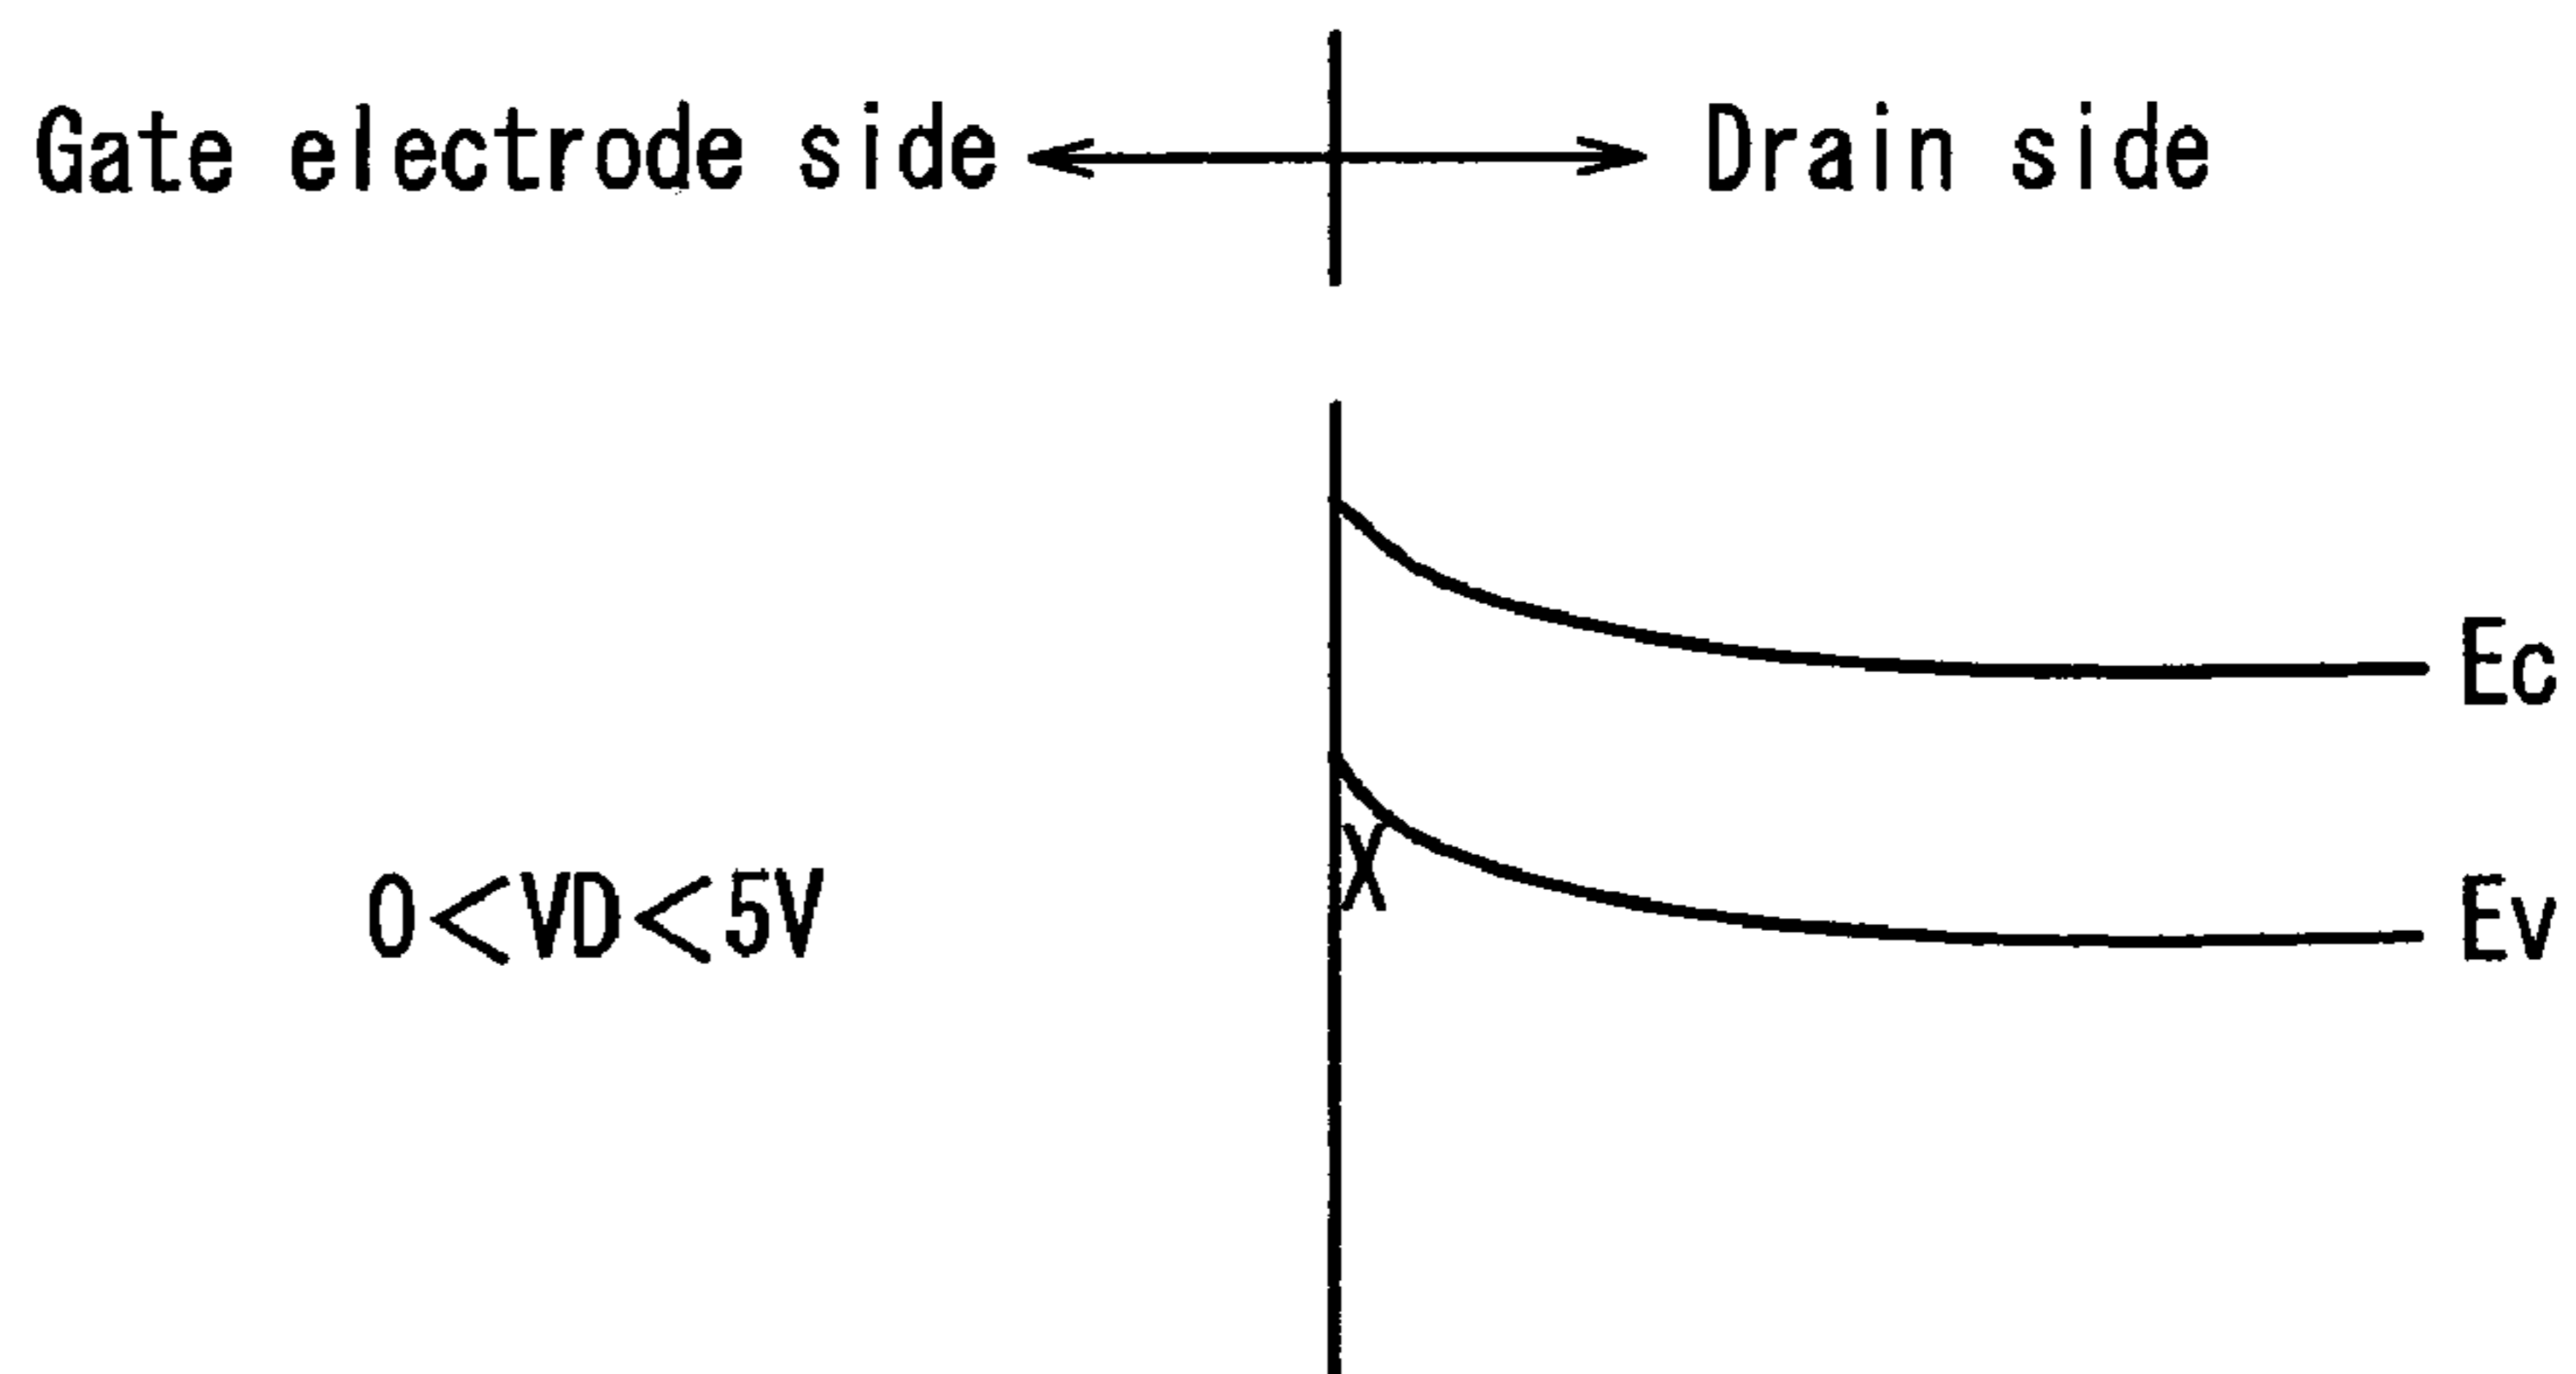 Gate electrode side
Drain side
Ec
X
0<VD<5V
Ev